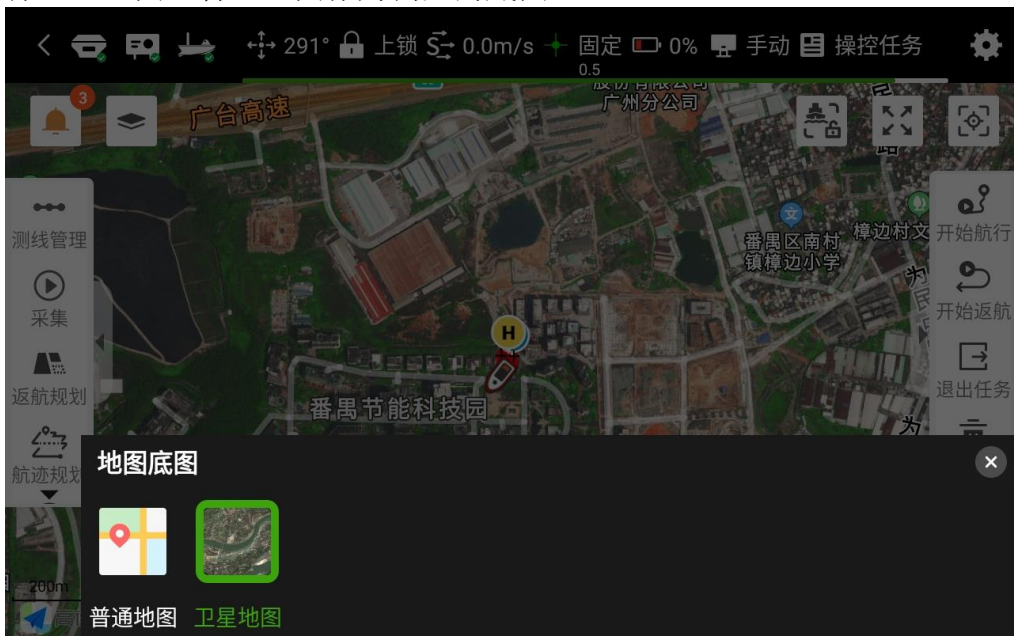 291° 上锁 0.0m/s 固定 0% 手动 操控任务
0.5
3
广台高速
广州分公司
测线管理
采集
返航规划
航迹规划
番禺区南村
镇樟边小学
樟边村文
开始航行
开始返航
退出任务
H
番禺节能科技园
为
地图底图
200m
普通地图 卫星地图